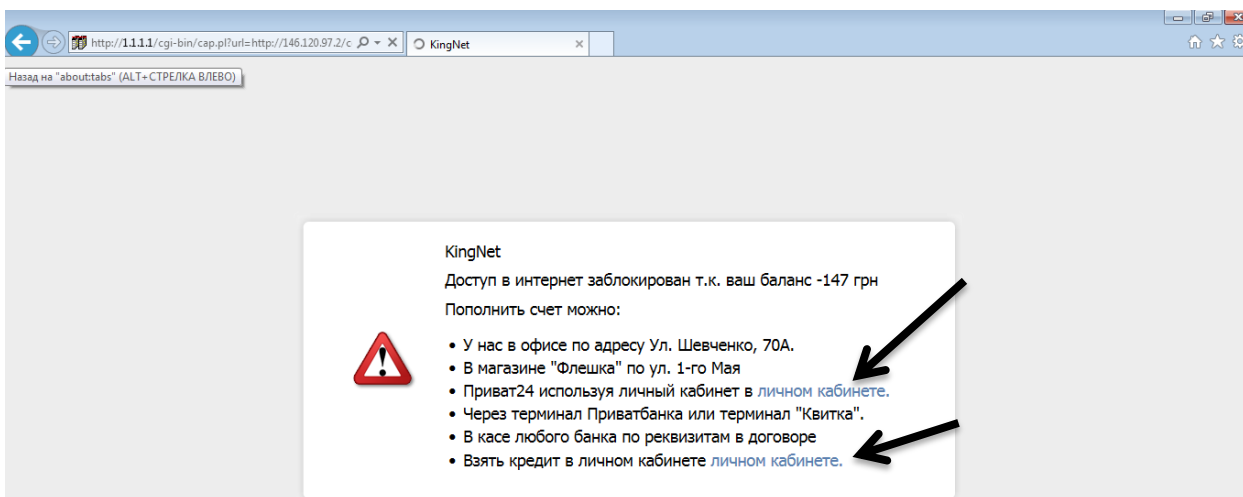 http://1.1.1.1/cgi-bin/cap.pl?url=http://146.120.97.2/c
KingNet
Назад на "about:tabs" (ALT+СТРЕЛКА ВЛЕВО)
KingNet
Доступ в интернет заблокирован т.к. ваш баланс -147 грн
Пополнить счет можно:
• У нас в офисе по адресу Ул. Шевченко, 70А.
• В магазине "Флешка" по ул. 1-го Мая
• Приват24 используя личный кабинет в личном кабинете.
• Через терминал Приватбанка или терминал "Квитка".
• В касе любого банка по реквизитам в договоре
• Взять кредит в личном кабинете личном кабинете.